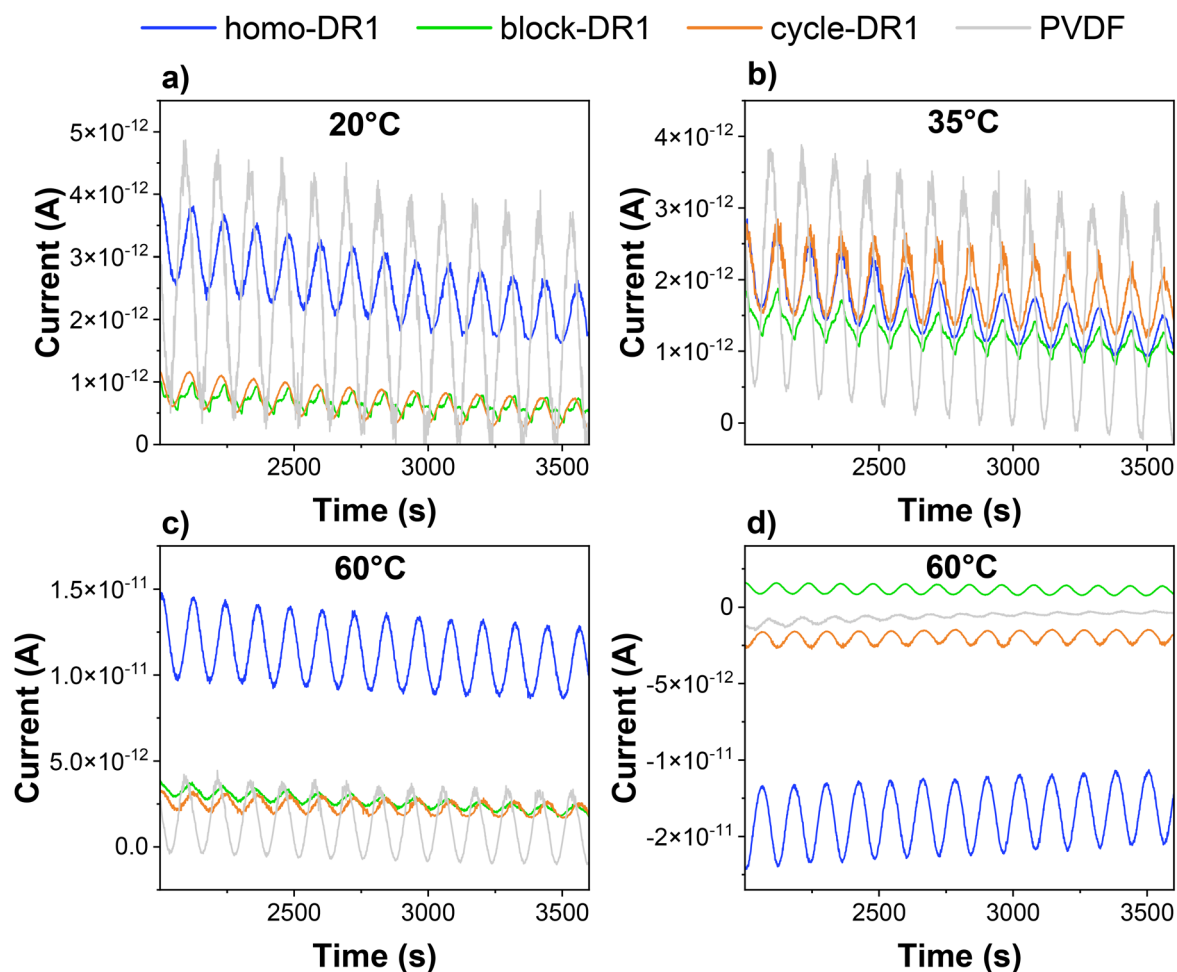 homo-DR1 block-DR1 cycle-DR1 PVDF
a)
20°C
5×10⁻¹²
4×10⁻¹²
3×10⁻¹²
2×10⁻¹²
1×10⁻¹²
0
Current (A)
2500 3000 3500
Time (s)
b)
35°C
4×10⁻¹²
3×10⁻¹²
2×10⁻¹²
1×10⁻¹²
0
Current (A)
2500 3000 3500
Time (s)
c)
60°C
1.5×10⁻¹¹
1.0×10⁻¹¹
5.0×10⁻¹²
0.0
Current (A)
2500 3000 3500
Time (s)
d)
60°C
0
-5×10⁻¹²
-1×10⁻¹¹
-2×10⁻¹¹
Current (A)
2500 3000 3500
Time (s)